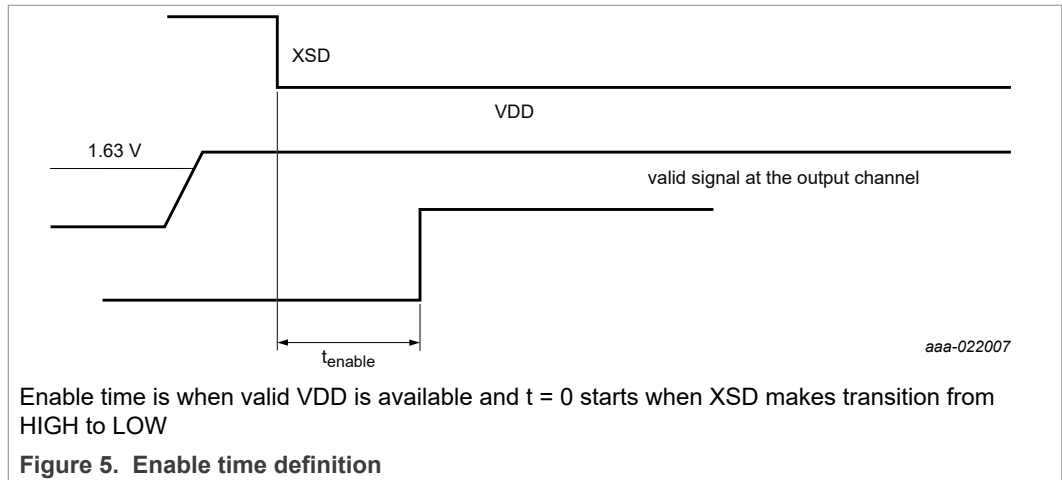 XSD
VDD
1.63 V
valid signal at the output channel
tenable
aaa-022007
Enable time is when valid VDD is available and t = 0 starts when XSD makes transition from
HIGH to LOW
Figure 5. Enable time definition